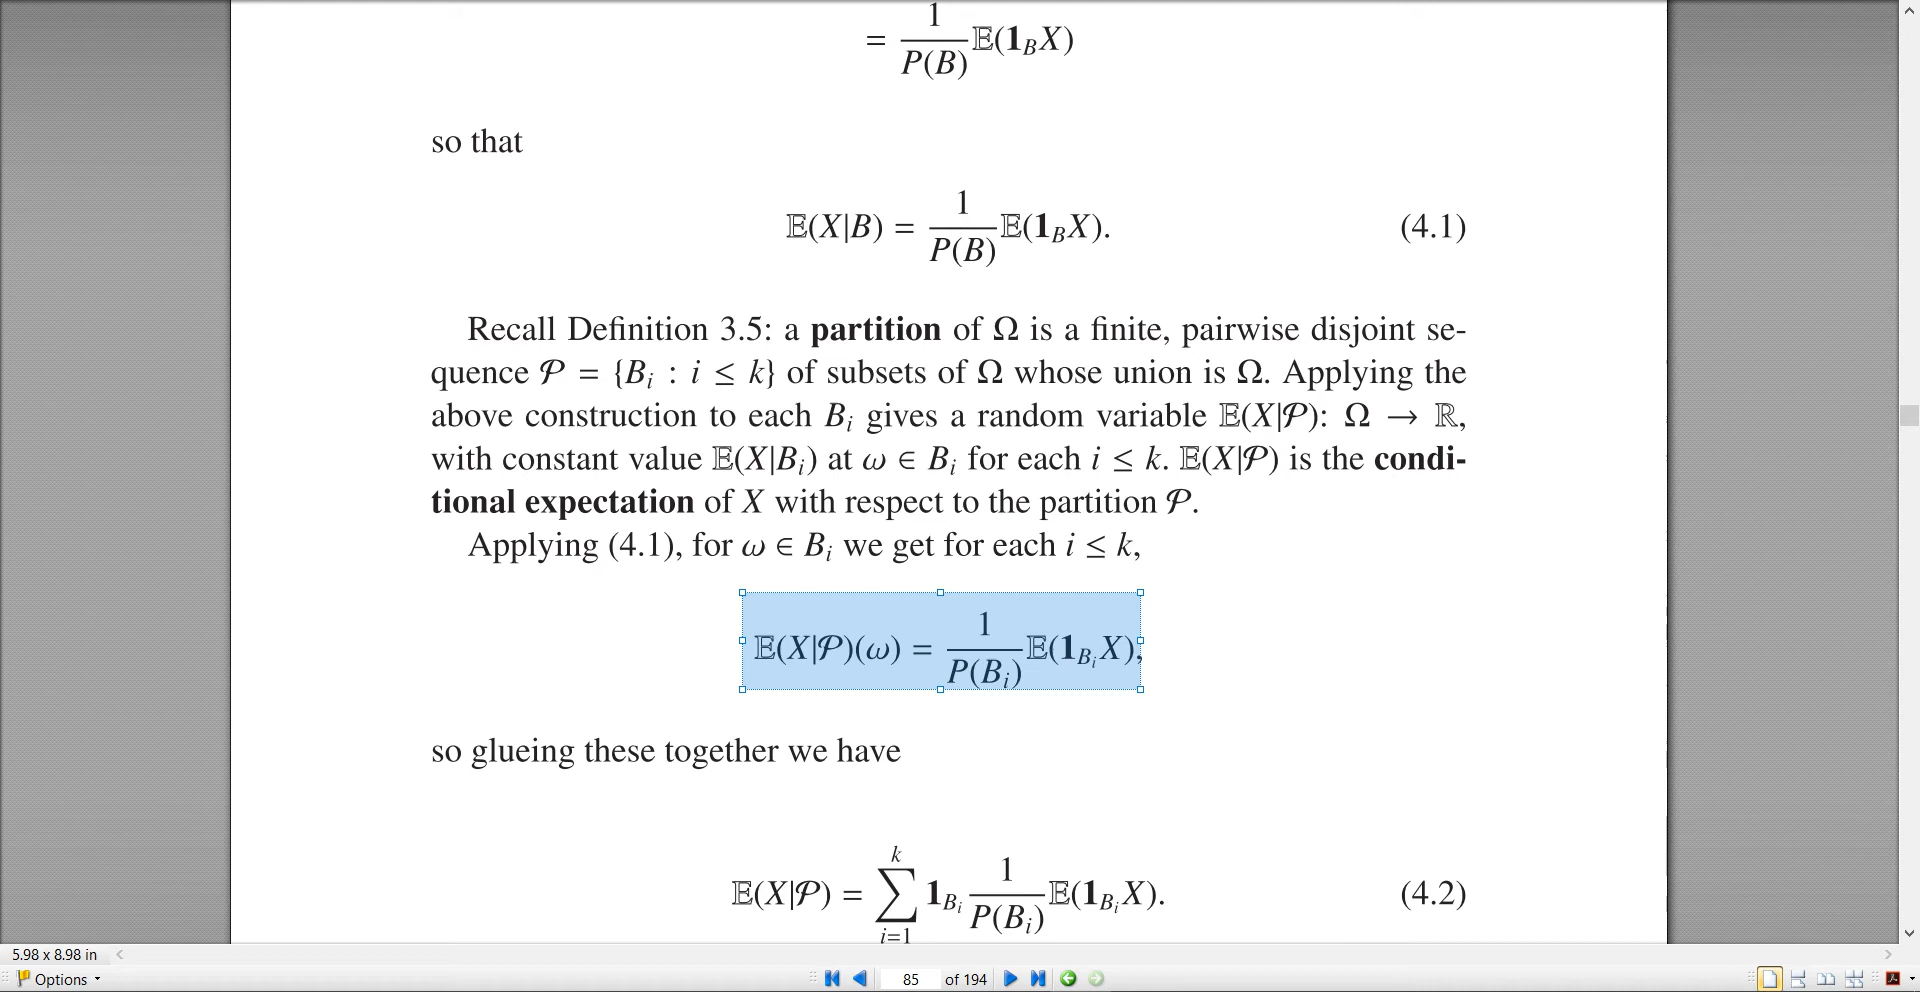 = 1/P(B) 𝔼(𝟏_B X)
so that
𝔼(X|B) = 1/P(B) 𝔼(𝟏_B X). (4.1)
Recall Definition 3.5: a partition of Ω is a finite, pairwise disjoint se-
quence 𝒫 = {B_i : i ≤ k} of subsets of Ω whose union is Ω. Applying the
above construction to each B_i gives a random variable 𝔼(X|𝒫): Ω → ℝ,
with constant value 𝔼(X|B_i) at ω ∈ B_i for each i ≤ k. 𝔼(X|𝒫) is the condi-
tional expectation of X with respect to the partition 𝒫.
Applying (4.1), for ω ∈ B_i we get for each i ≤ k,
𝔼(X|𝒫)(ω) = 1/P(B_i) 𝔼(𝟏_{B_i} X),
so glueing these together we have
𝔼(X|𝒫) = ∑_{i=1}^{k} 𝟏_{B_i} 1/P(B_i) 𝔼(𝟏_{B_i} X). (4.2)
5.98 x 8.98 in
Options
85 of 194